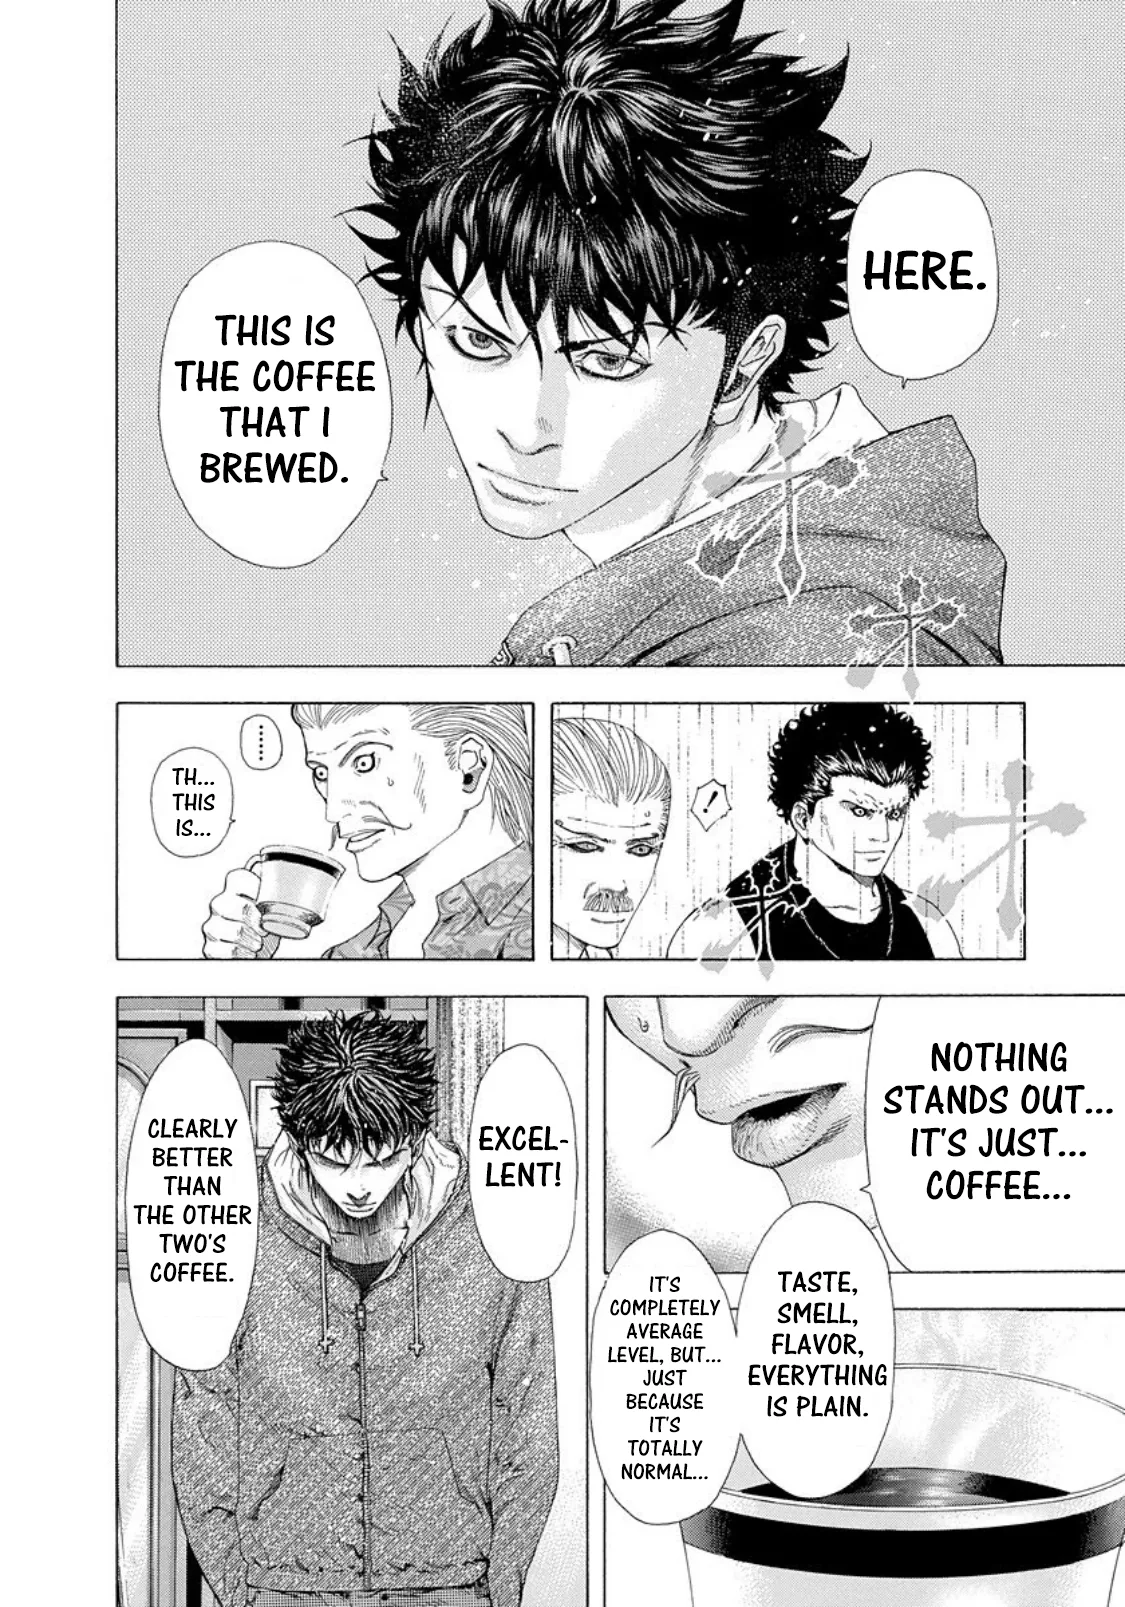 HERE.
THIS IS
THE COFFEE
THAT I
BREWED.
!
......
TH...
THIS
IS...
NOTHING
STANDS OUT...
IT'S JUST...
COFFEE...
TASTE,
SMELL,
FLAVOR,
EVERYTHING
IS PLAIN.
IT'S
COMPLETELY
AVERAGE
LEVEL, BUT...
JUST
BECAUSE
IT'S
TOTALLY
NORMAL...
EXCEL-
LENT!
CLEARLY
BETTER
THAN
THE OTHER
TWO'S
COFFEE.